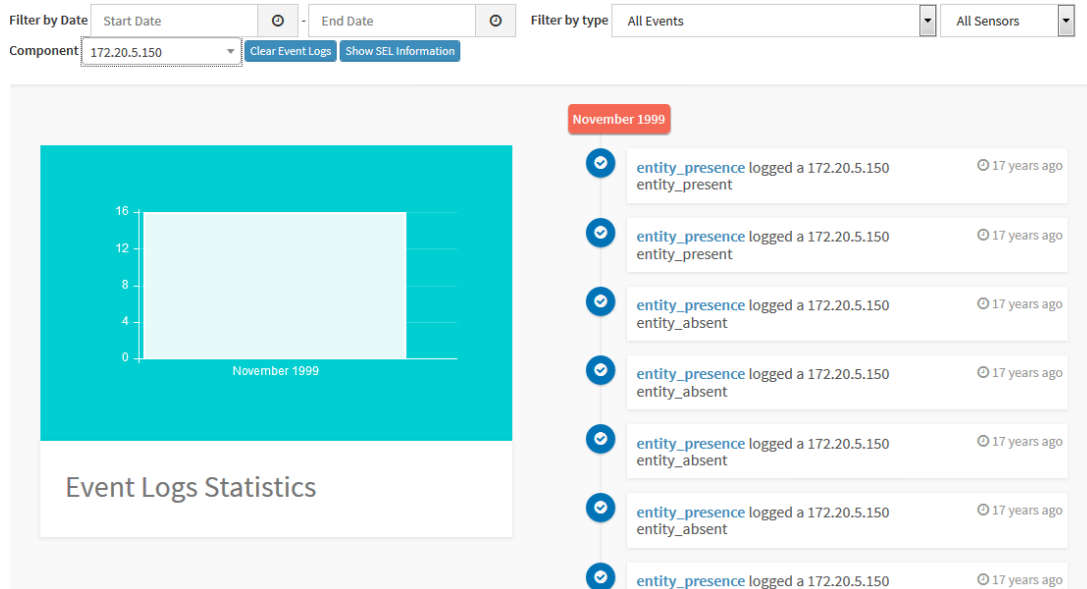 Filter by Date Start Date - End Date Filter by type All Events All Sensors
Component 172.20.5.150 Clear Event Logs Show SEL Information
16
12
8
4
0
November 1999
Event Logs Statistics
November 1999
entity_presence logged a 172.20.5.150 17 years ago
entity_present
entity_presence logged a 172.20.5.150 17 years ago
entity_present
entity_presence logged a 172.20.5.150 17 years ago
entity_absent
entity_presence logged a 172.20.5.150 17 years ago
entity_absent
entity_presence logged a 172.20.5.150 17 years ago
entity_absent
entity_presence logged a 172.20.5.150 17 years ago
entity_absent
entity_presence logged a 172.20.5.150 17 years ago